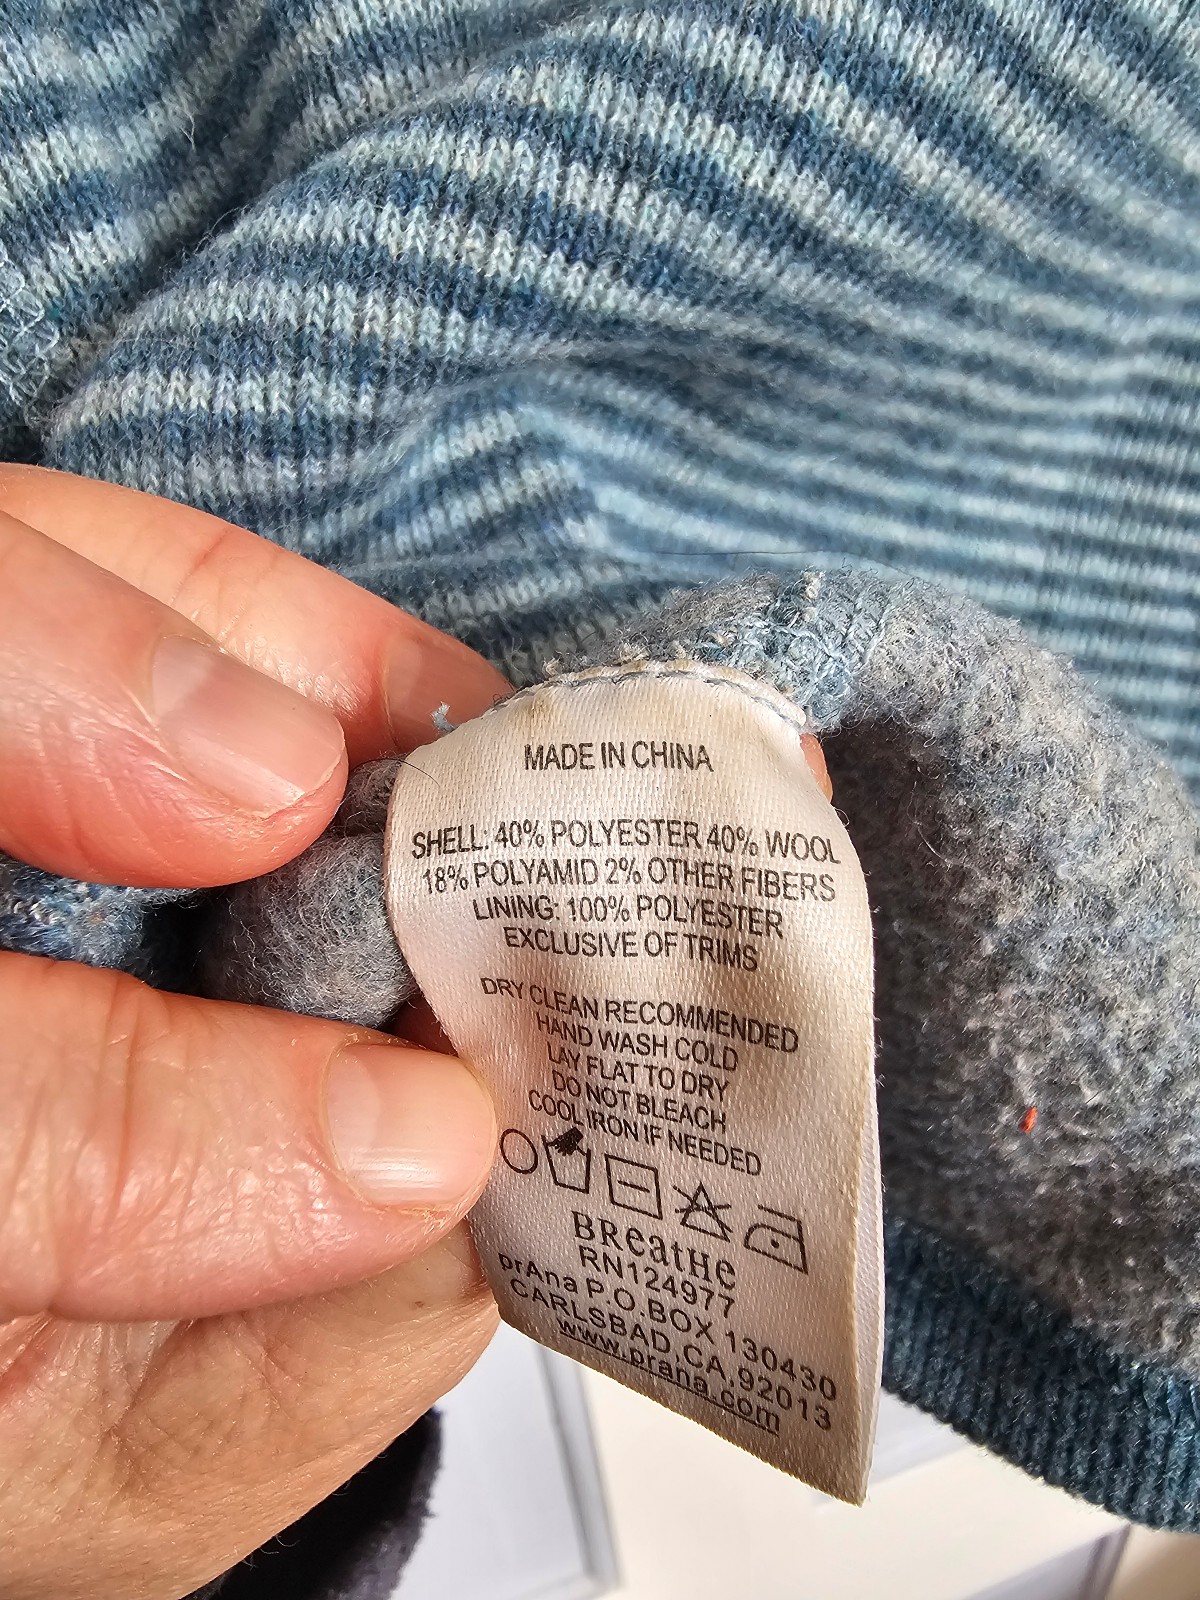 MADE IN CHINA
SHELL: 40% POLYESTER 40% WOOL
18% POLYAMID 2% OTHER FIBERS
LINING: 100% POLYESTER
EXCLUSIVE OF TRIMS
DRY CLEAN RECOMMENDED
HAND WASH COLD
LAY FLAT TO DRY
DO NOT BLEACH
COOL IRON IF NEEDED
BReatHe
RN124977
prAna P.O.BOX 130430
CARLSBAD,CA,92013
www.prana.com